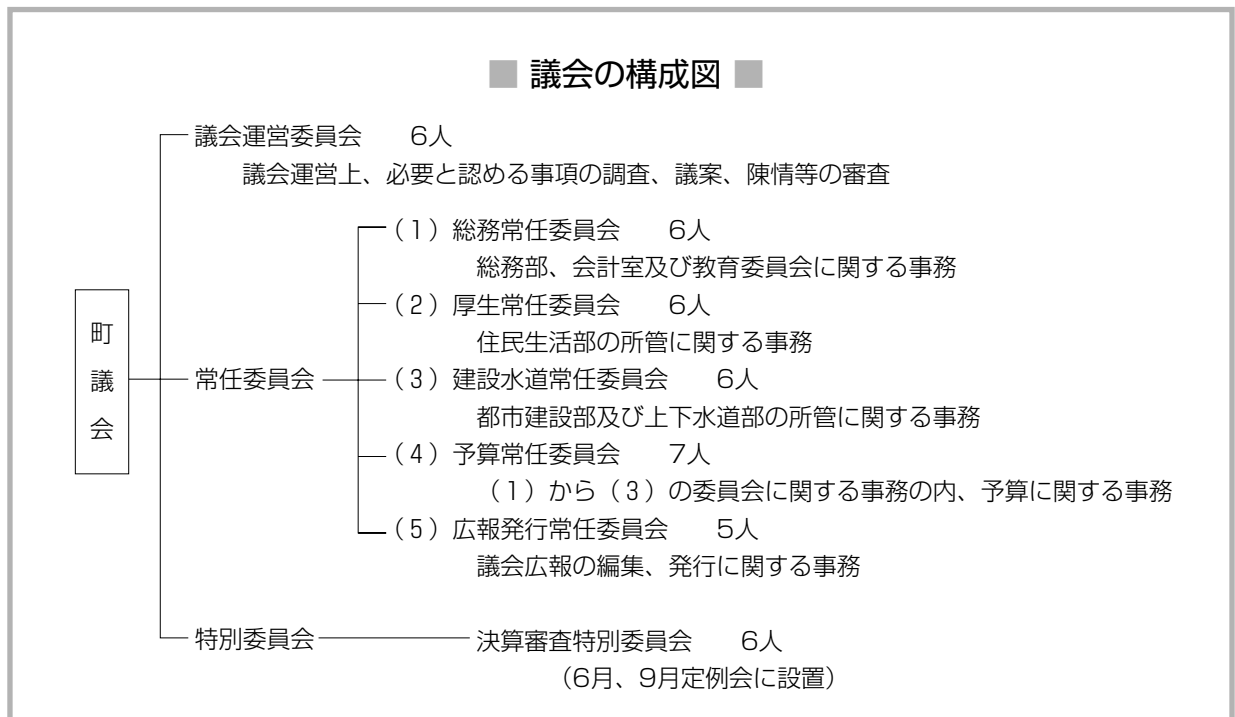 ■ 議会の構成図 ■
議会運営委員会 6人
議会運営上、必要と認める事項の調査、議案、陳情等の審査
町議会
常任委員会
（1）総務常任委員会 6人
総務部、会計室及び教育委員会に関する事務
（2）厚生常任委員会 6人
住民生活部の所管に関する事務
（3）建設水道常任委員会 6人
都市建設部及び上下水道部の所管に関する事務
（4）予算常任委員会 7人
（1）から（3）の委員会に関する事務の内、予算に関する事務
（5）広報発行常任委員会 5人
議会広報の編集、発行に関する事務
特別委員会
決算審査特別委員会 6人
（6月、9月定例会に設置）